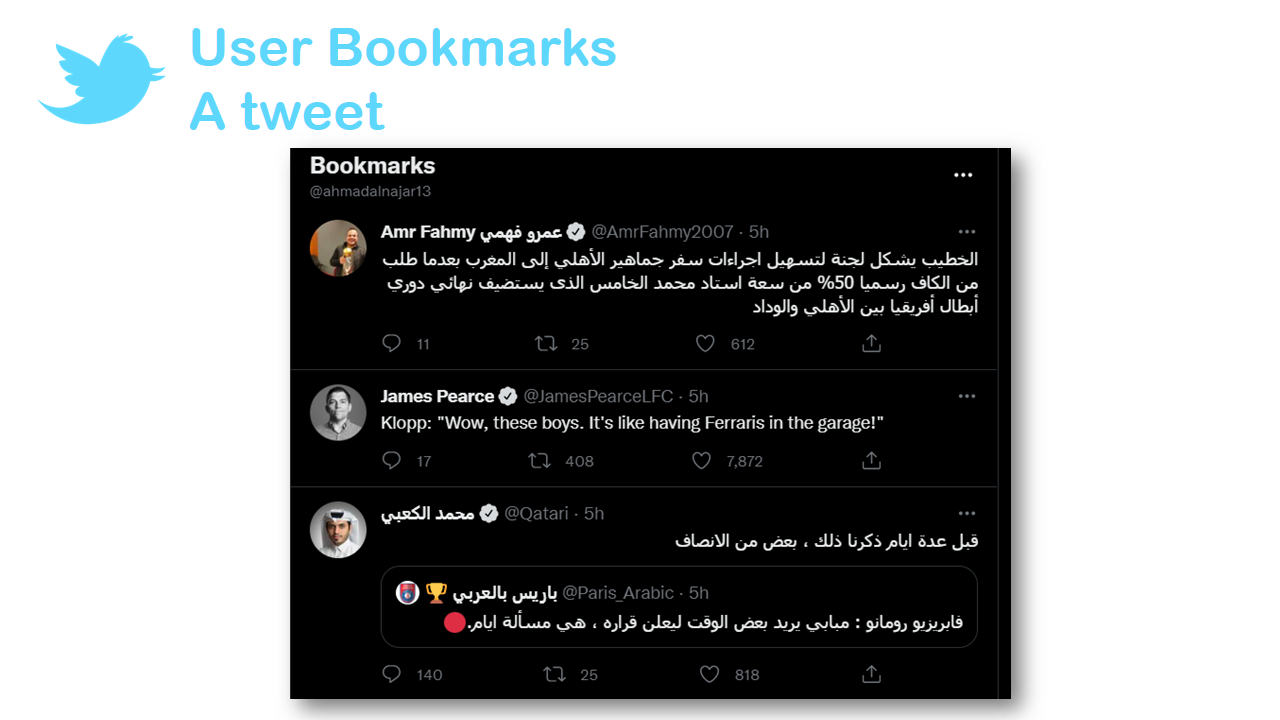 User Bookmarks
A tweet
Bookmarks
@ahmadalnajar13
Amr Fahmy عمرو فهمي @AmrFahmy2007 · 5h
الخطيب يشكل لجنة لتسهيل اجراءات سفر جماهير الأهلي إلى المغرب بعدما طلب
من الكاف رسميا 50% من سعة استاد محمد الخامس الذى يستضيف نهائي دوري
أبطال أفريقيا بين الأهلي والوداد
11 25 612
James Pearce @JamesPearceLFC · 5h
Klopp: "Wow, these boys. It's like having Ferraris in the garage!"
17 408 7,872
محمد الكعبي @Qatari · 5h
قبل عدة ايام ذكرنا ذلك ، بعض من الانصاف
باريس بالعربي @Paris_Arabic · 5h
فابريزيو رومانو : مبابي يريد بعض الوقت ليعلن قراره ، هي مسألة ايام.
140 25 818